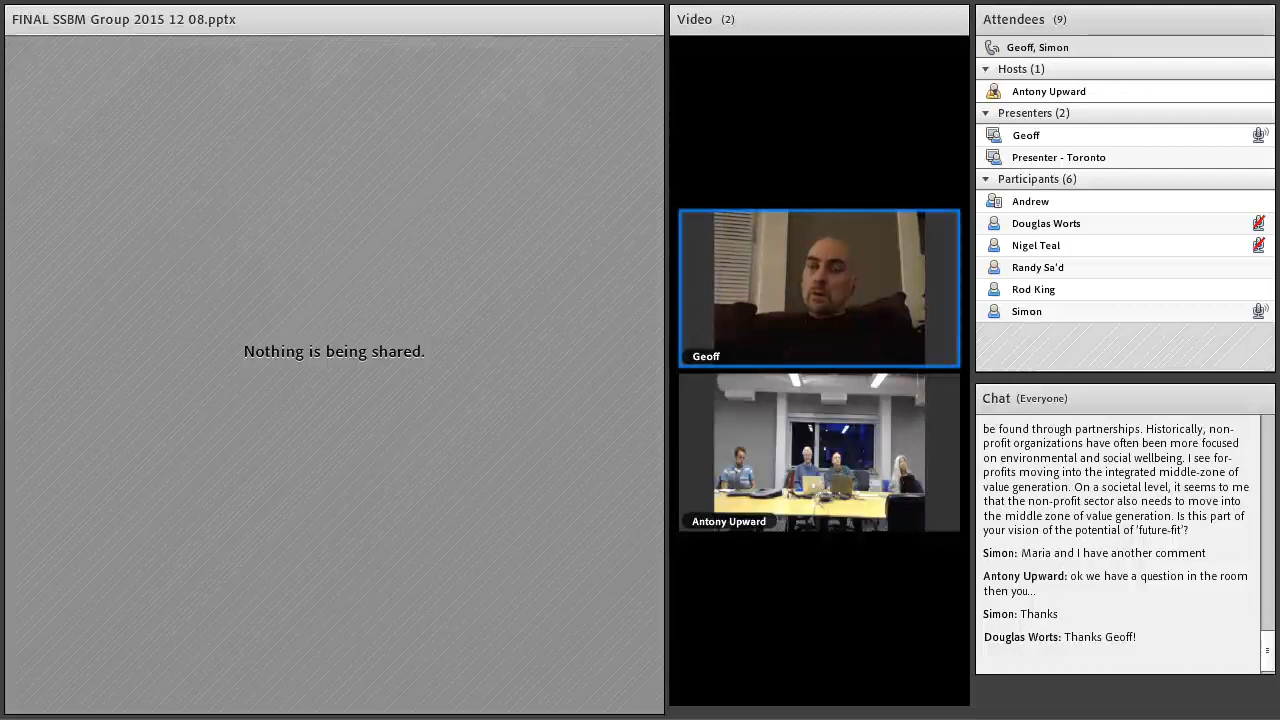 FINAL SSBM Group 2015 12 08.pptx
Nothing is being shared.
Video (2)
Geoff
Antony Upward
Attendees (9)
Geoff, Simon
Hosts (1)
Antony Upward
Presenters (2)
Geoff
Presenter - Toronto
Participants (6)
Andrew
Douglas Worts
Nigel Teal
Randy Sa'd
Rod King
Simon
Chat (Everyone)
be found through partnerships. Historically, non-
profit organizations have often been more focused
on environmental and social wellbeing. I see for-
profits moving into the integrated middle-zone of
value generation. On a societal level, it seems to me
that the non-profit sector also needs to move into
the middle zone of value generation. Is this part of
your vision of the potential of 'future-fit'?
Simon: Maria and I have another comment
Antony Upward: ok we have a question in the room
then you...
Simon: Thanks
Douglas Worts: Thanks Geoff!